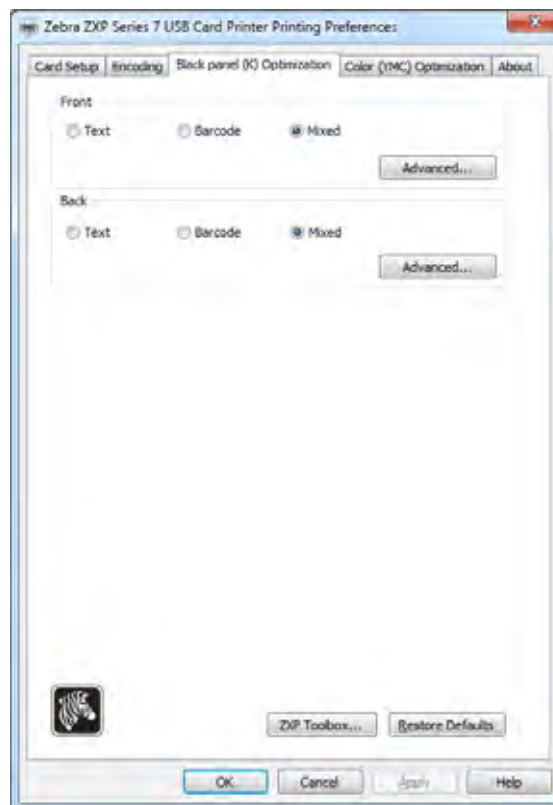 Zebra ZXP Series 7 USB Card Printer Printing Preferences
Card Setup Encoding Black panel (K) Optimization Color (YMC) Optimization About
Front
Text Barcode Mixed
Advanced...
Back
Text Barcode Mixed
Advanced...
ZXP Toolbox... Restore Defaults
OK Cancel Apply Help